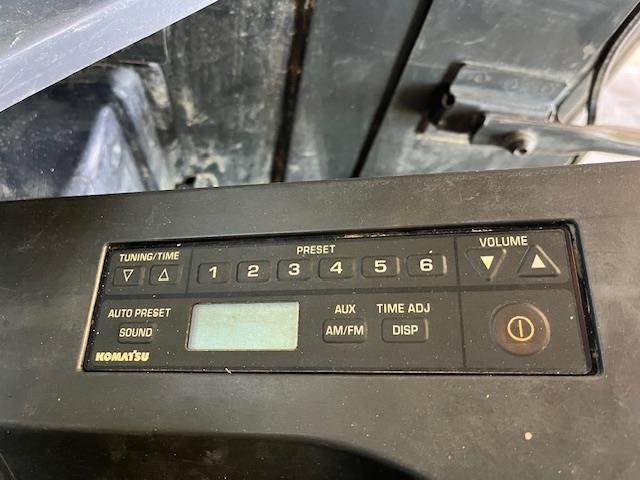 TUNING/TIME
PRESET
VOLUME
1 2 3 4 5 6
AUTO PRESET
SOUND
AUX
AM/FM
TIME ADJ
DISP
KOMATSU